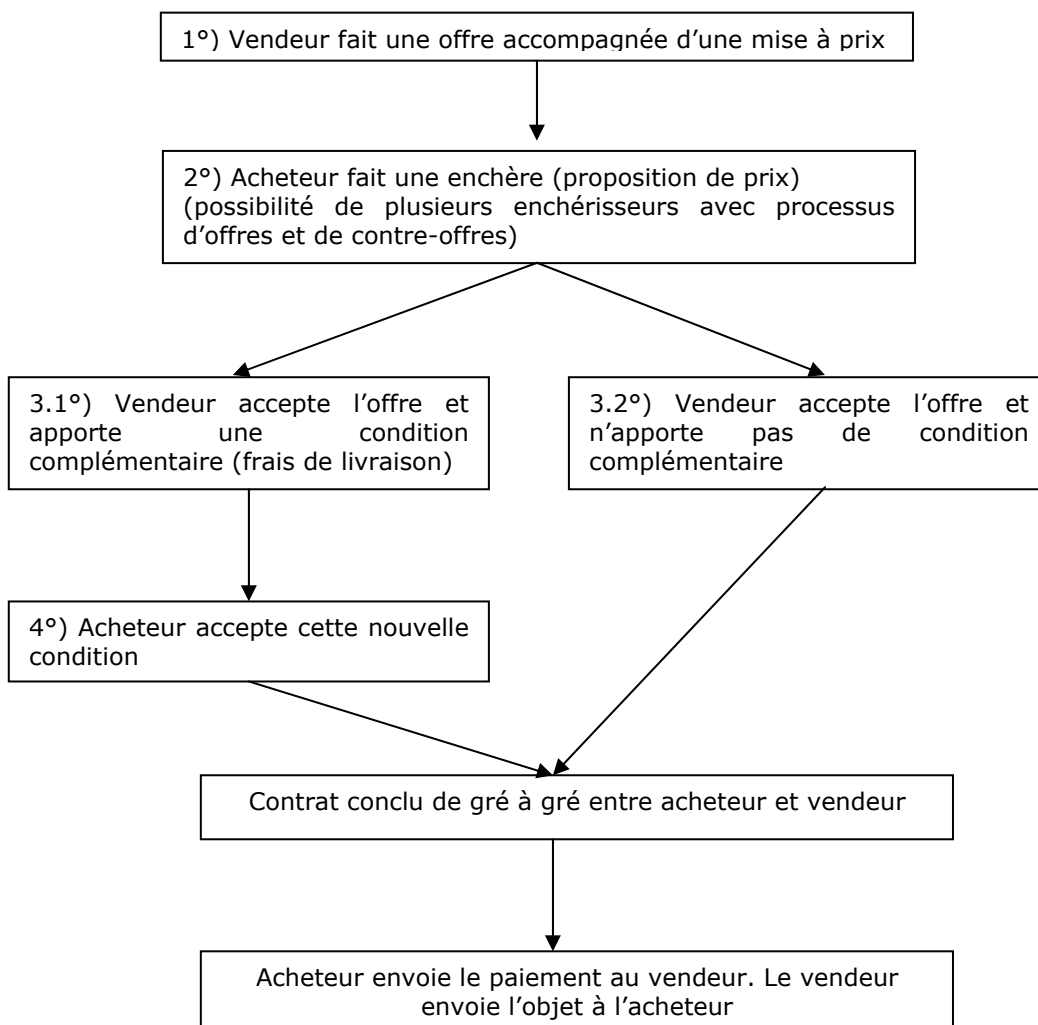 1°) Vendeur fait une offre accompagnée d’une mise à prix
2°) Acheteur fait une enchère (proposition de prix)
(possibilité de plusieurs enchérisseurs avec processus
d’offres et de contre-offres)
3.1°) Vendeur accepte l’offre et
apporte une condition
complémentaire (frais de livraison)
3.2°) Vendeur accepte l’offre et
n’apporte pas de condition
complémentaire
4°) Acheteur accepte cette nouvelle
condition
Contrat conclu de gré à gré entre acheteur et vendeur
Acheteur envoie le paiement au vendeur. Le vendeur
envoie l’objet à l’acheteur